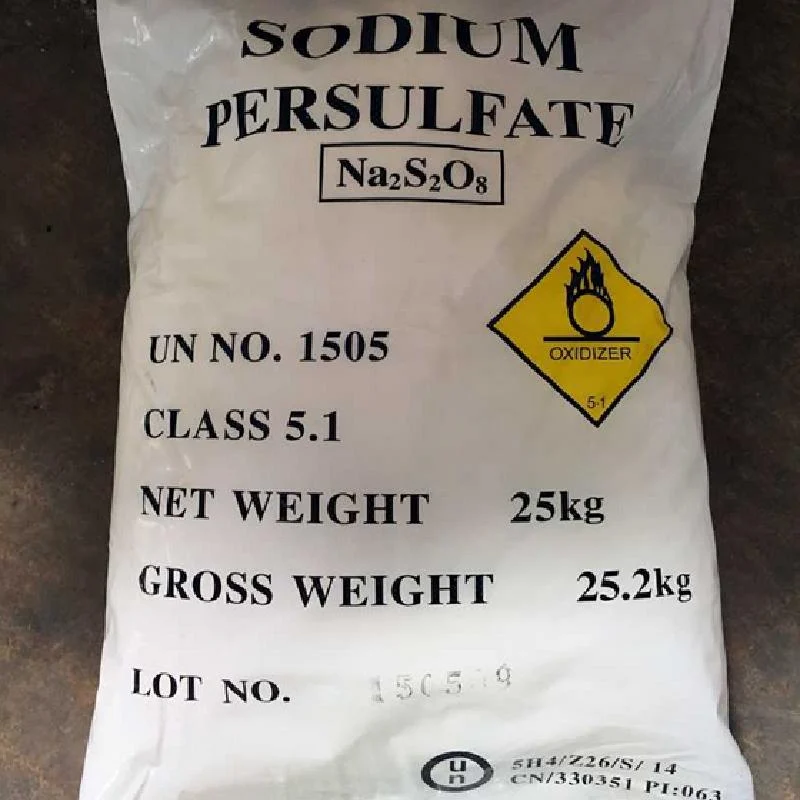 SODIUM
PERSULFATE
Na₂S₂O₈
OXIDIZER
5.1
UN NO. 1505
CLASS 5.1
NET WEIGHT 25kg
GROSS WEIGHT 25.2kg
LOT NO.
un
5H4/Z26/S/ 14
CN/330351 PI:063